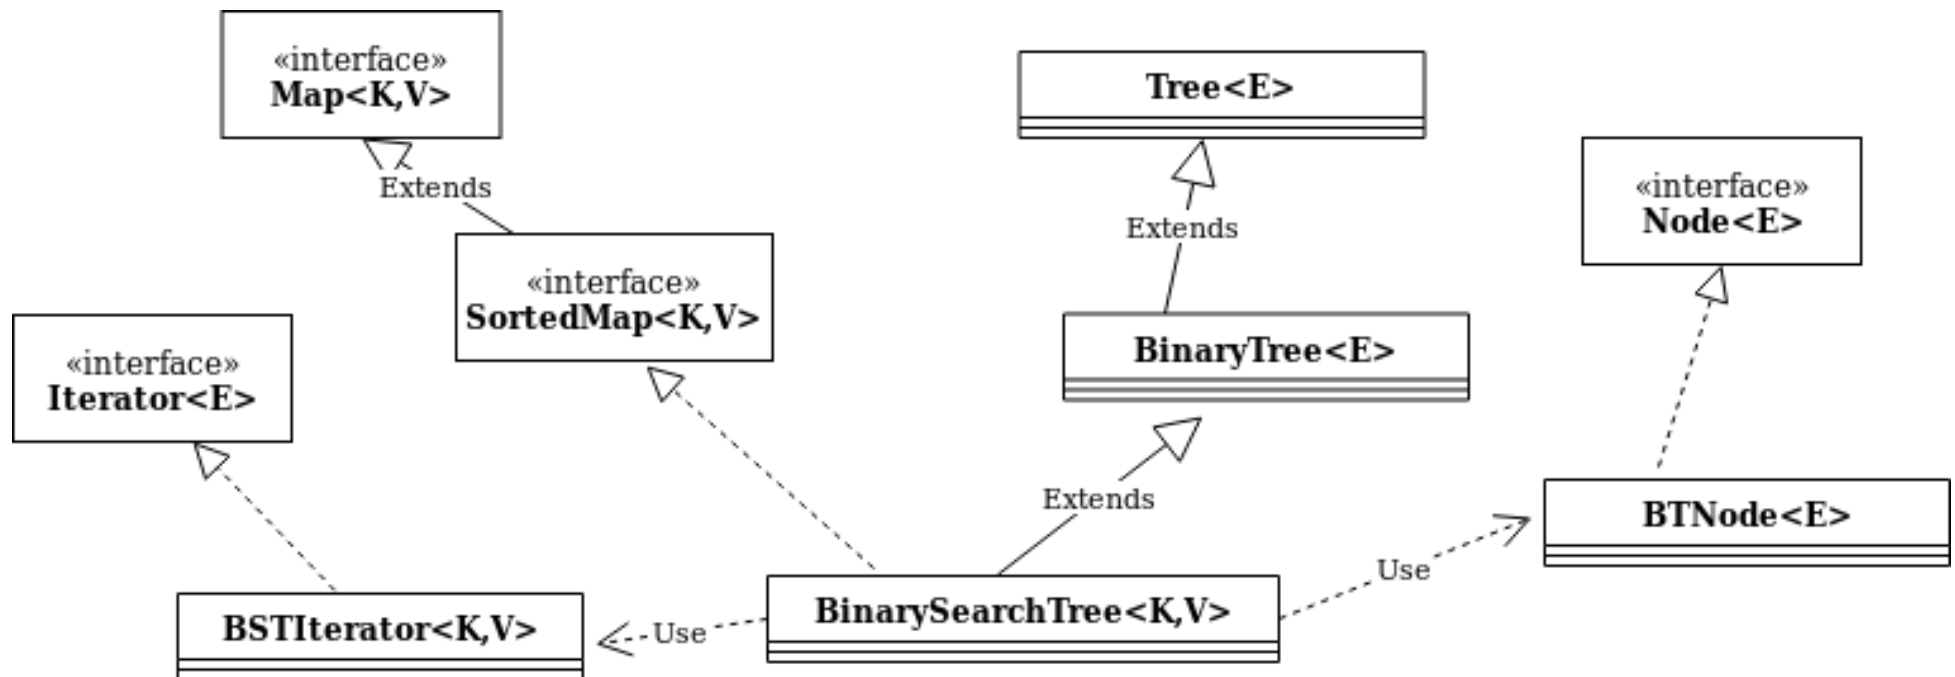 «interface»
Map<K,V>
Tree<E>
«interface»
Node<E>
Extends
Extends
«interface»
SortedMap<K,V>
BinaryTree<E>
«interface»
Iterator<E>
Extends
BTNode<E>
Use
BSTIterator<K,V>
Use
BinarySearchTree<K,V>